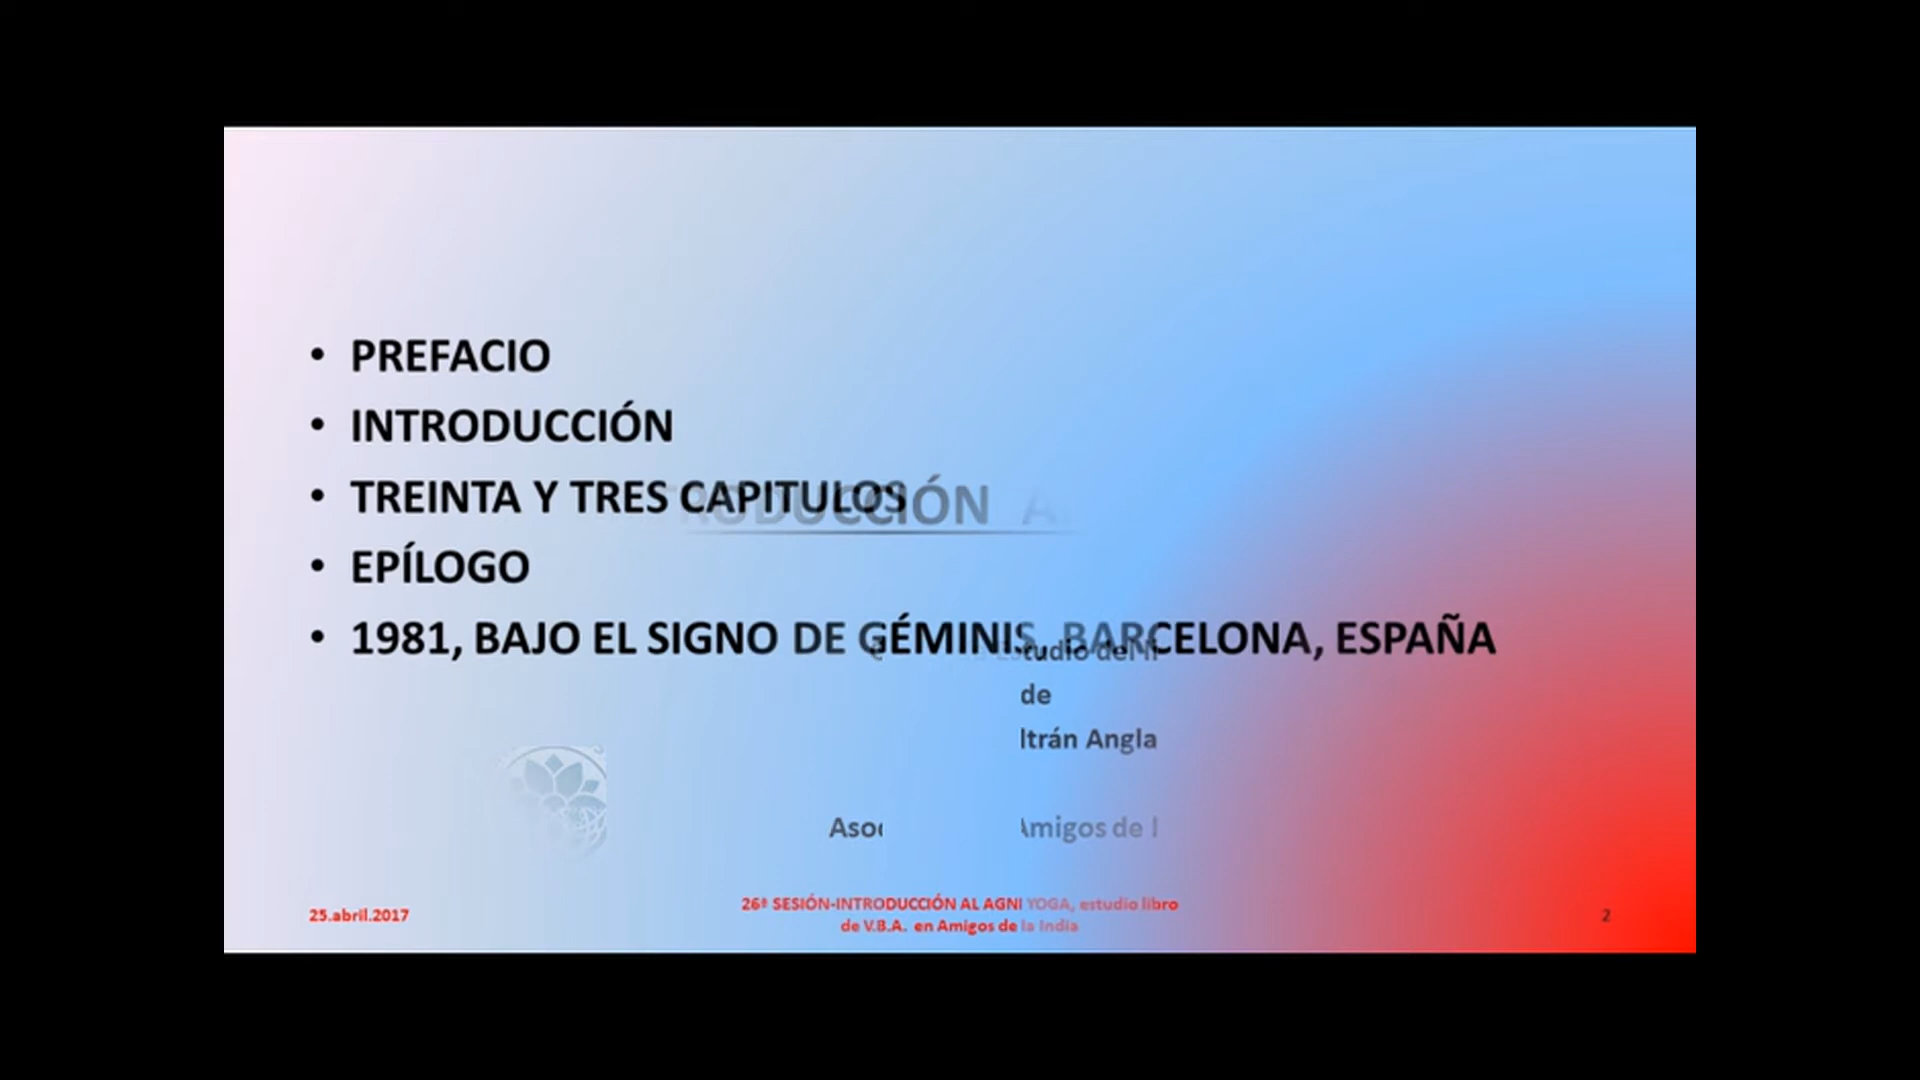 • PREFACIO
• INTRODUCCIÓN
• TREINTA Y TRES CAPITULOS
• EPÍLOGO
• 1981, BAJO EL SIGNO DE GÉMINIS, BARCELONA, ESPAÑA
de
ltrán Angla
Amigos de
25.abril.2017
26ª SESIÓN-INTRODUCCIÓN AL AGNI YOGA, estudio libro
de V.B.A. en Amigos de la India
2